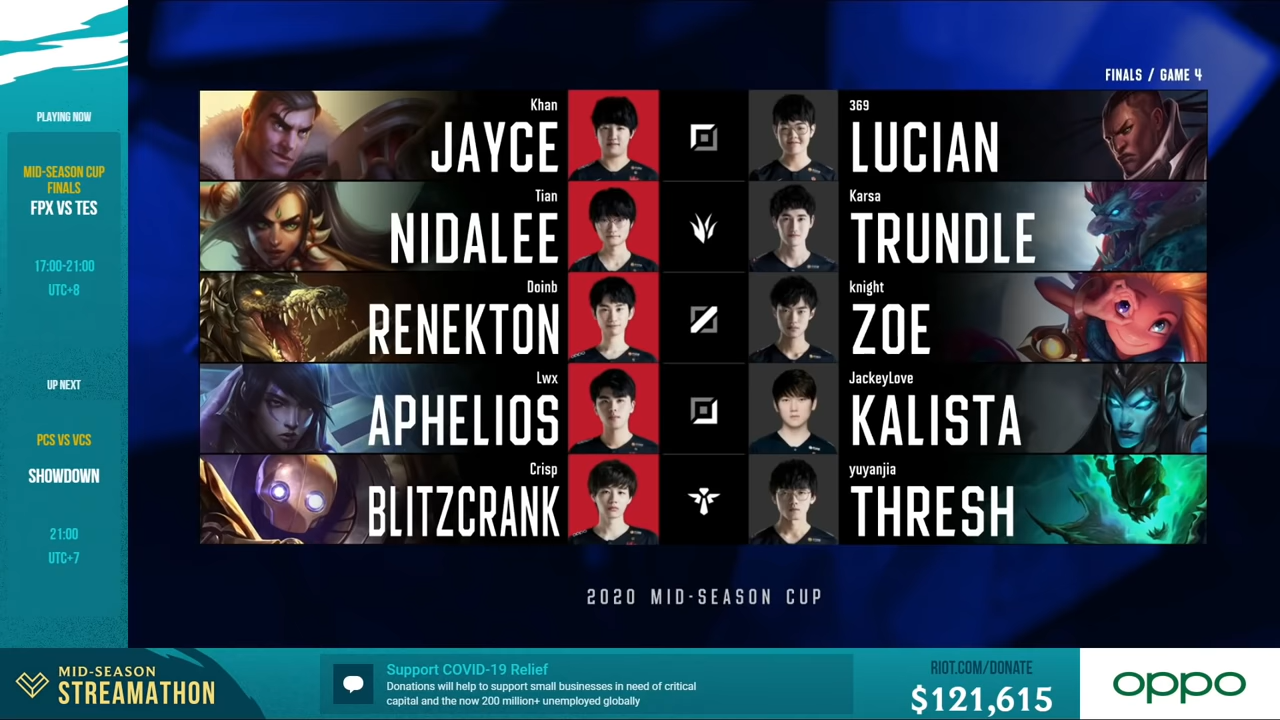 PLAYING NOW
MID-SEASON CUP
FINALS
FPX VS TES
17:00-21:00
UTC+8
UP NEXT
PCS VS VCS
SHOWDOWN
21:00
UTC+7
FINALS / GAME 4
Khan
JAYCE
369
LUCIAN
Tian
NIDALEE
Karsa
TRUNDLE
Doinb
RENEKTON
knight
ZOE
Lwx
APHELIOS
JackeyLove
KALISTA
Crisp
BLITZCRANK
yuyanjia
THRESH
2020 MID-SEASON CUP
MID-SEASON
STREAMATHON
Support COVID-19 Relief
Donations will help to support small businesses in need of critical
capital and the now 200 million+ unemployed globally
RIOT.COM/DONATE
$121,615
oppo